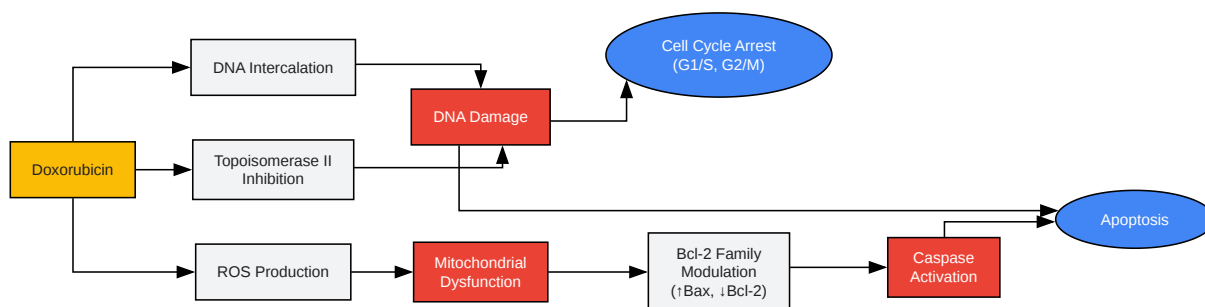 Cell Cycle Arrest
(G1/S, G2/M)
DNA Intercalation
DNA Damage
Doxorubicin
Topoisomerase II
Inhibition
Apoptosis
ROS Production
Mitochondrial
Dysfunction
Bcl-2 Family
Modulation
(↑Bax, ↓Bcl-2)
Caspase
Activation